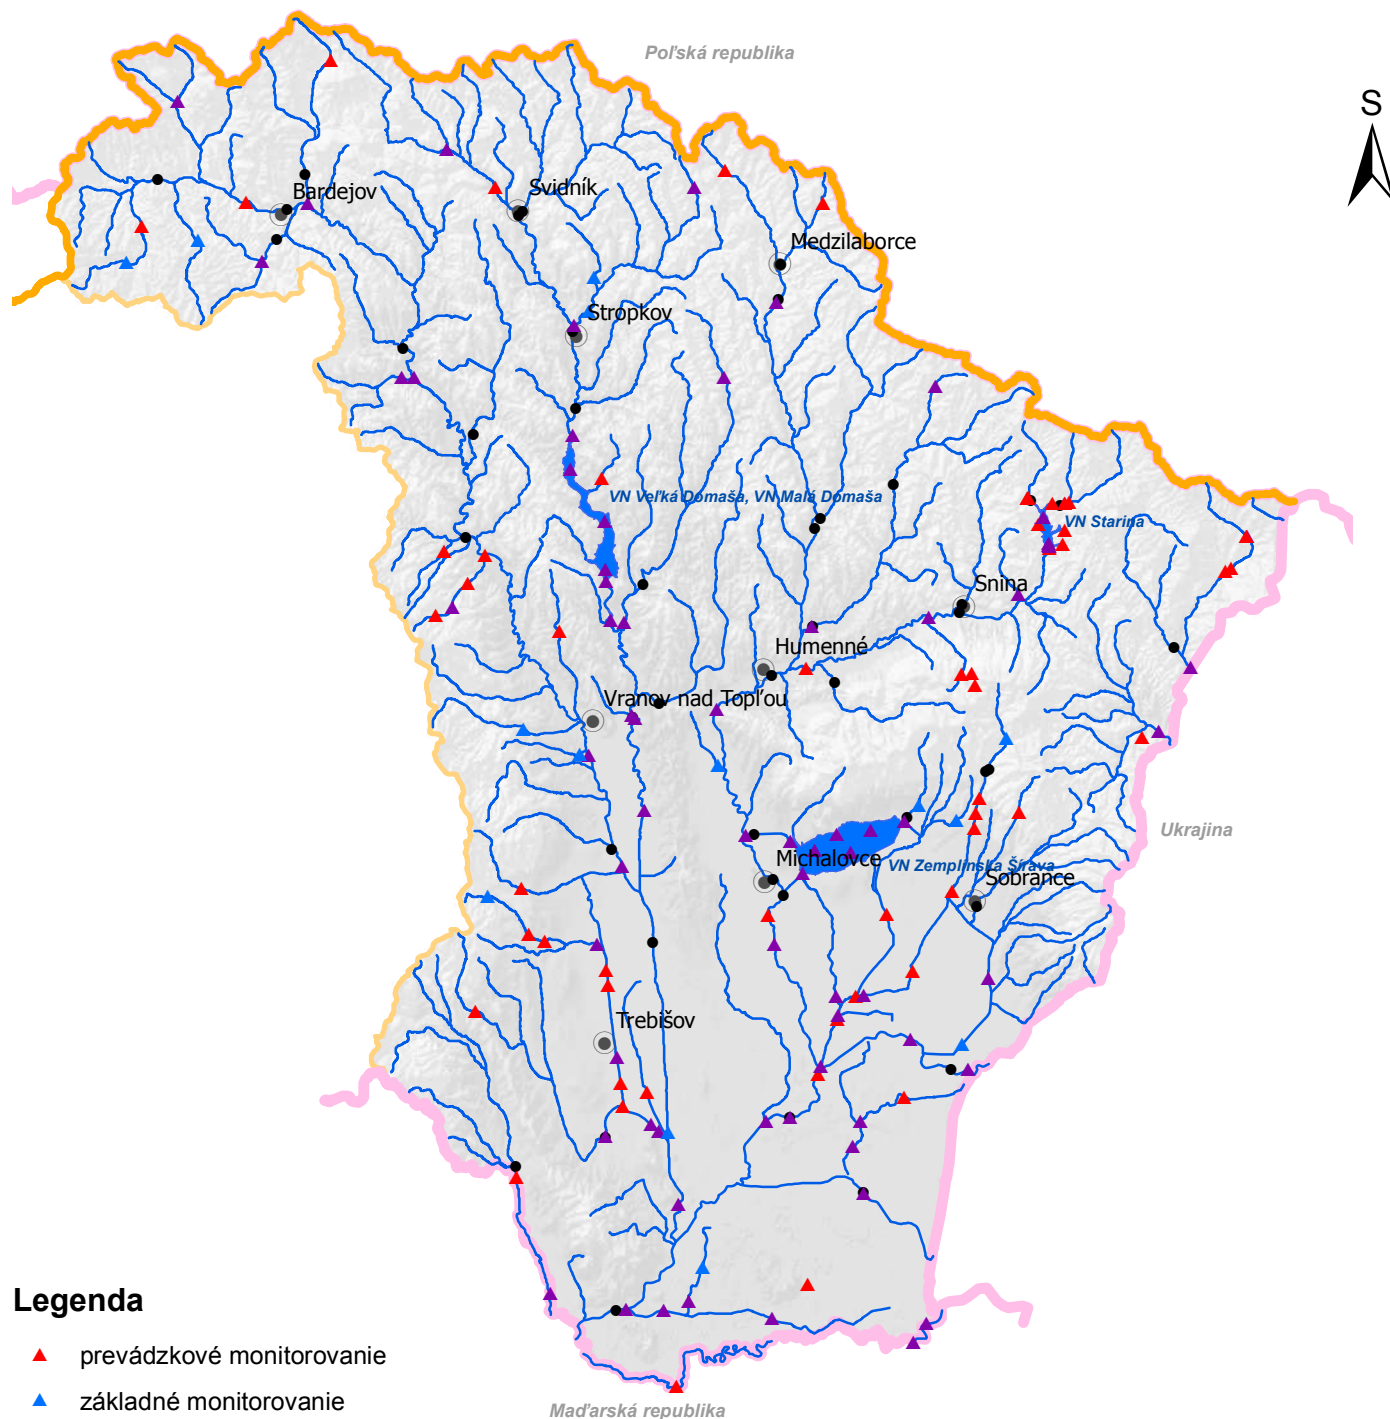 Poľská republika
S
Bardejov
Svidník
Medzilaborce
Stropkov
VN Veľká Domaša, VN Malá Domaša
VN Starina
Snina
Humenné
Vranov nad Topľou
Ukrajina
Michalovce
VN Zemplínska Šírava
Sobrance
Trebišov
Legenda
prevádzkové monitorovanie
základné monitorovanie
Maďarská republika